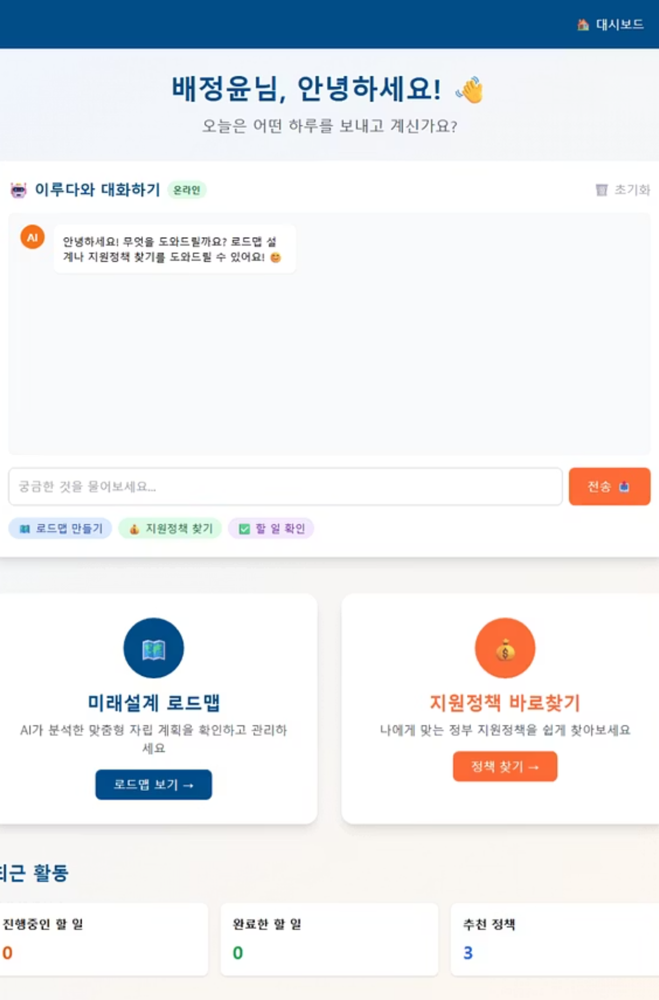 대시보드
배정윤님, 안녕하세요! 👋
오늘은 어떤 하루를 보내고 계신가요?
이루다와 대화하기 온라인
초기화
AI
안녕하세요! 무엇을 도와드릴까요? 로드맵 설
계나 지원정책 찾기를 도와드릴 수 있어요! 😊
궁금한 것을 물어보세요...
전송
로드맵 만들기
지원정책 찾기
할 일 확인
미래설계 로드맵
AI가 분석한 맞춤형 자립 계획을 확인하고 관리하
세요
로드맵 보기 →
지원정책 바로찾기
나에게 맞는 정부 지원정책을 쉽게 찾아보세요
정책 찾기 →
최근 활동
진행중인 할 일
0
완료한 할 일
0
추천 정책
3